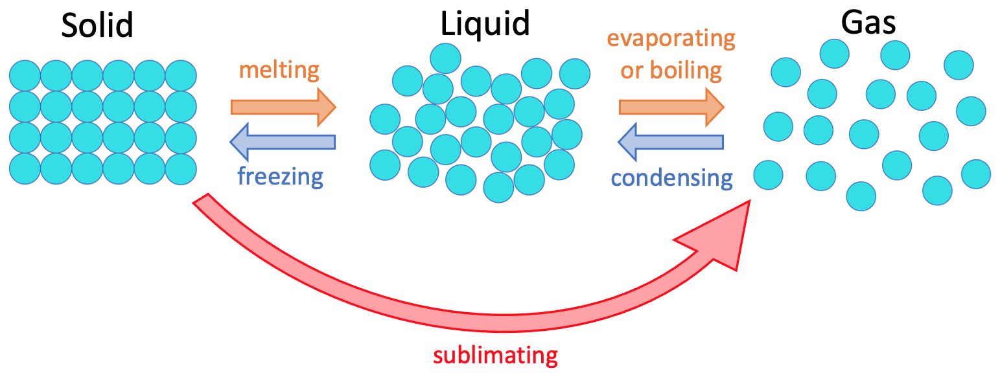 Solid
Liquid
Gas
melting
freezing
evaporating
or boiling
condensing
sublimating